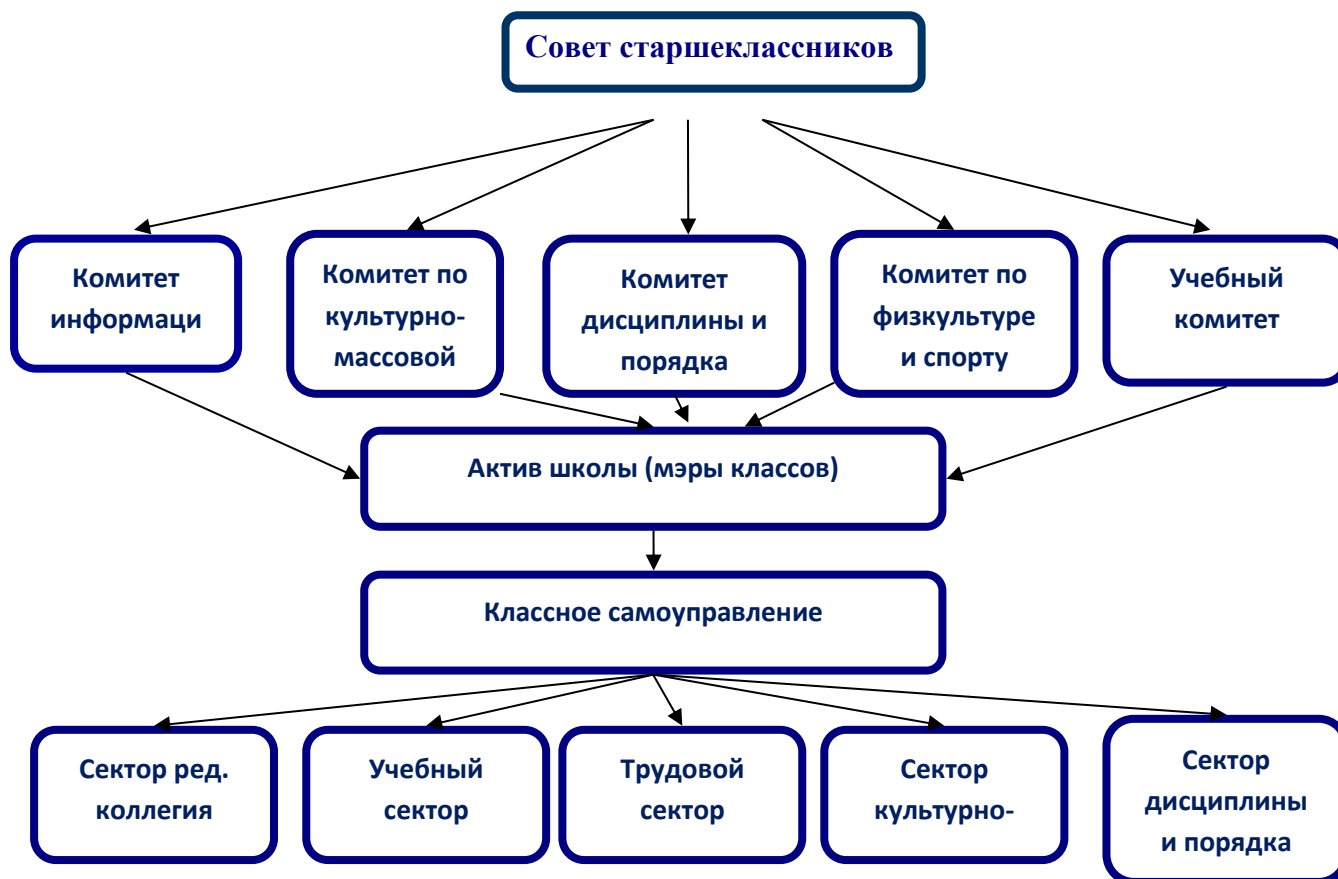 Совет старшеклассников
Комитет
информаци
Комитет по
культурно-
массовой
Комитет
дисциплины и
порядка
Комитет по
физкультуре
и спорту
Учебный
комитет
Актив школы (мэры классов)
Классное самоуправление
Сектор ред.
коллегия
Учебный
сектор
Трудовой
сектор
Сектор
культурно-
Сектор
дисциплины
и порядка